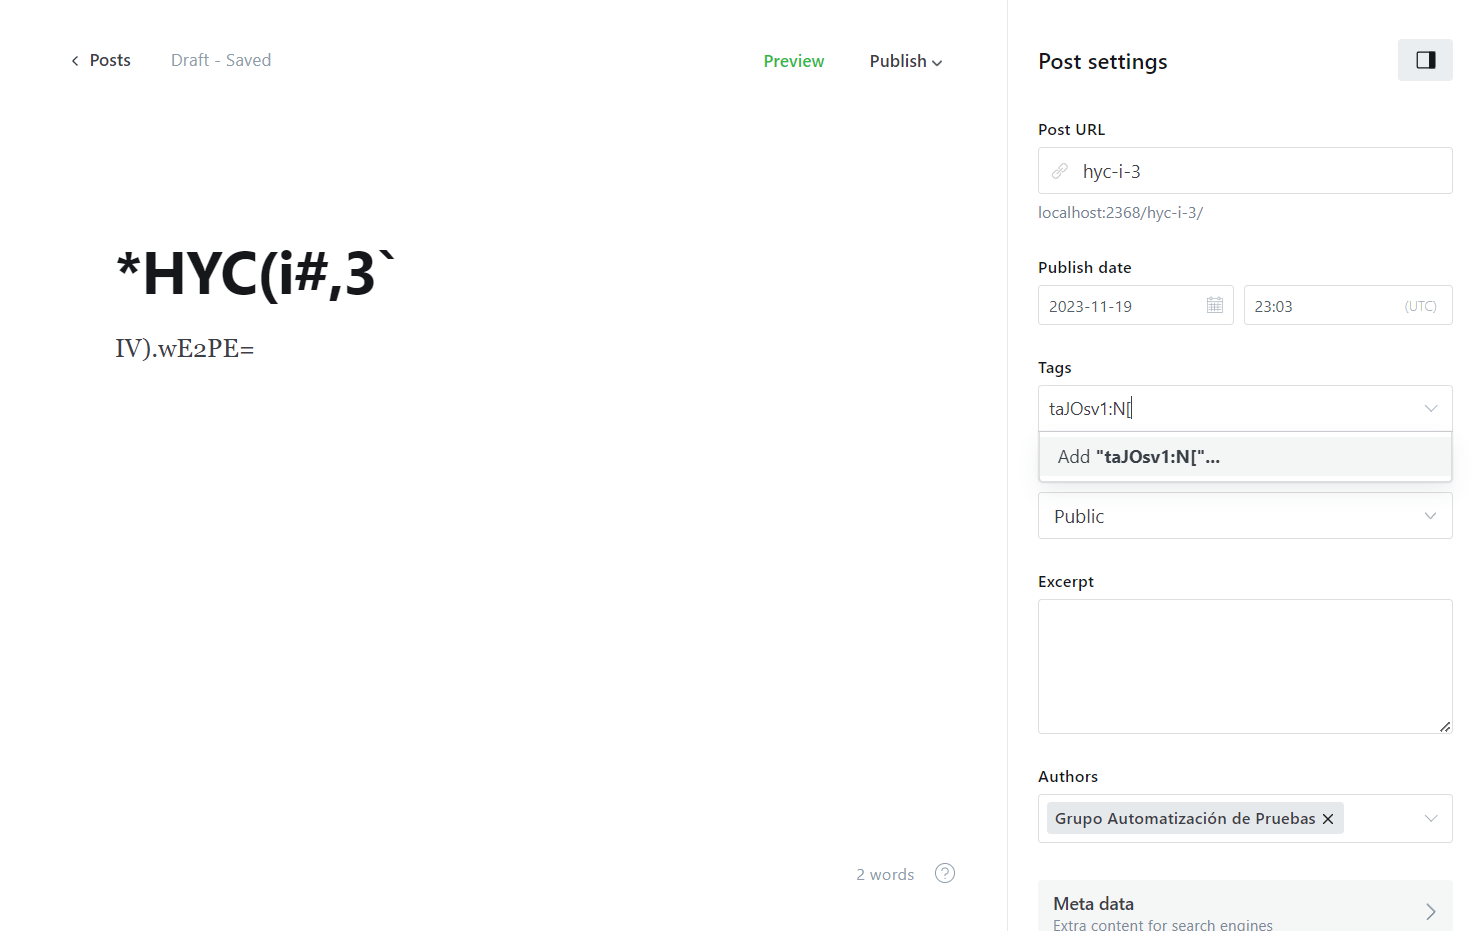 Posts
Draft - Saved
Preview
Publish
*HYC(i#,3`
IV).wE2PE=
2 words
?
Post settings
Post URL
hyc-i-3
localhost:2368/hyc-i-3/
Publish date
2023-11-19
23:03
(UTC)
Tags
taJOsv1:N[
Add "taJOsv1:N["...
Public
Excerpt
Authors
Grupo Automatización de Pruebas ×
Meta data
Extra content for search engines